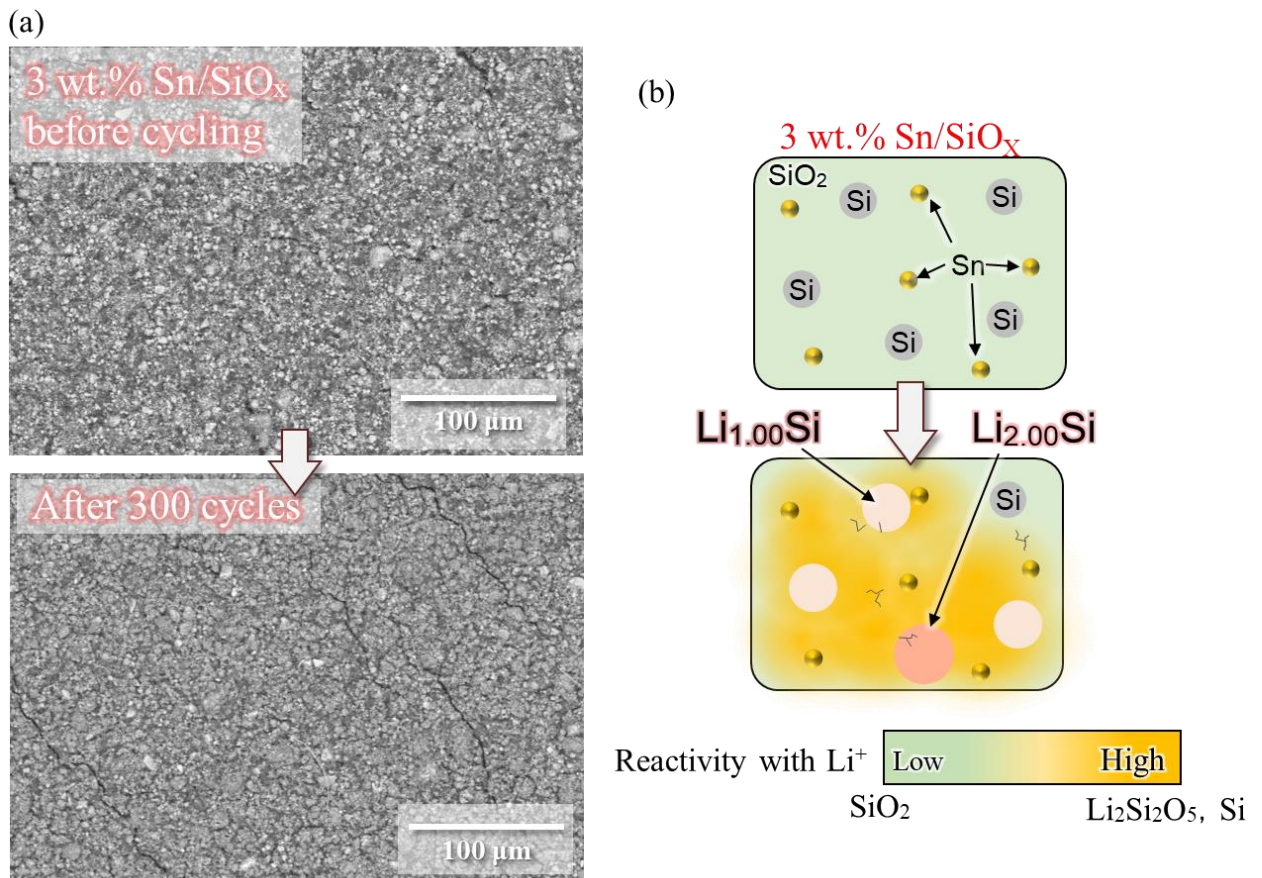 (a)
3 wt.% Sn/SiOₓ
before cycling
100 µm
After 300 cycles
100 µm
(b)
3 wt.% Sn/SiOₓ
SiO₂
Si
Si
Sn
Si
Si
Si
Li₁.₀₀Si
Li₂.₀₀Si
Si
Reactivity with Li⁺
Low
High
SiO₂
Li₂Si₂O₅, Si